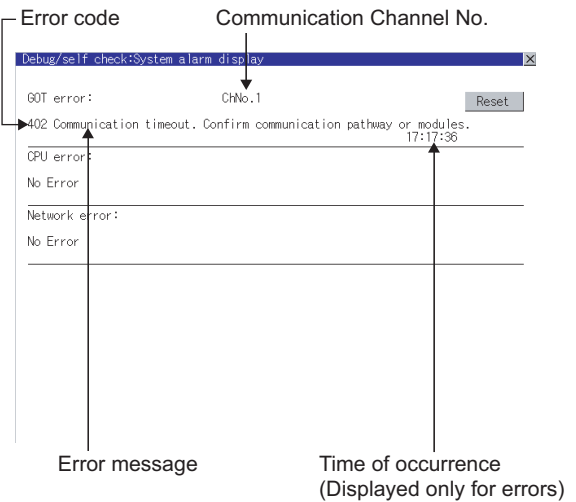 Error code
Communication Channel No.
Debug/self check:System alarm display
GOT error:
ChNo.1
Reset
402 Communication timeout. Confirm communication pathway or modules.
17:17:36
CPU error:
No Error
Network error:
No Error
Error message
Time of occurrence
(Displayed only for errors)